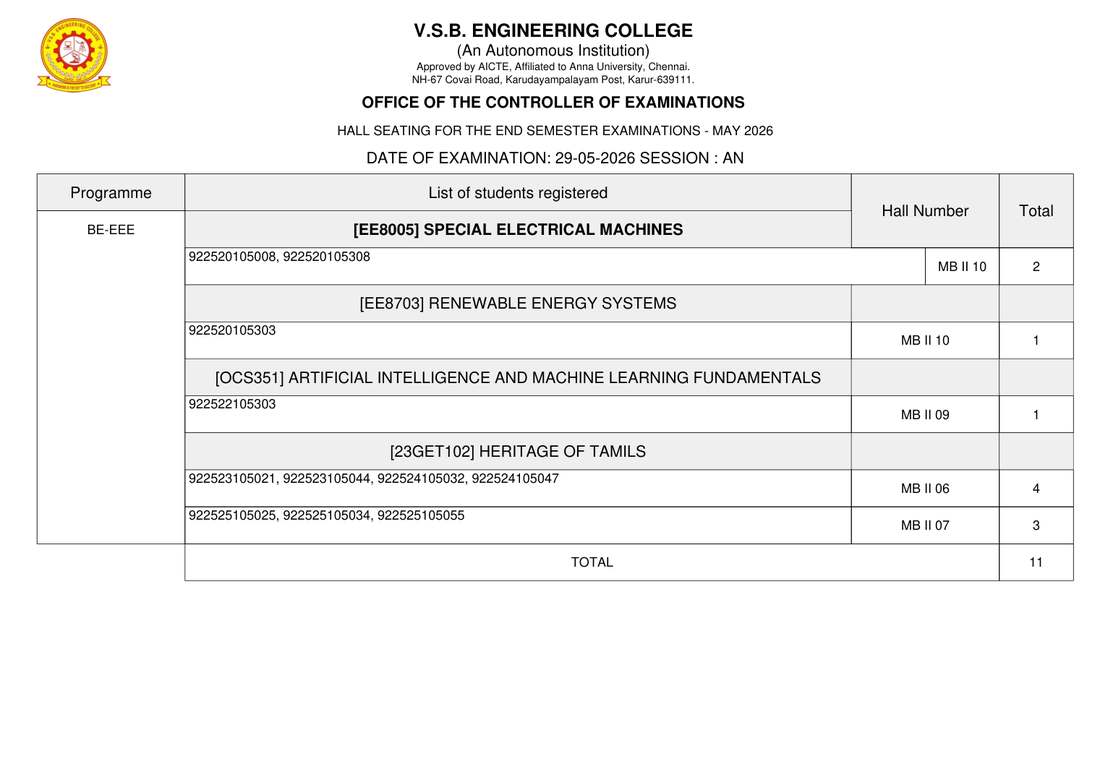 V.S.B. ENGINEERING COLLEGE
(An Autonomous Institution)
Approved by AICTE, Affiliated to Anna University, Chennai.
NH-67 Covai Road, Karudayampalayam Post, Karur-639111.
OFFICE OF THE CONTROLLER OF EXAMINATIONS
HALL SEATING FOR THE END SEMESTER EXAMINATIONS - MAY 2026
DATE OF EXAMINATION: 29-05-2026 SESSION : AN
Programme List of students registered Hall Number Total
BE-EEE [EE8005] SPECIAL ELECTRICAL MACHINES
922520105008, 922520105308 MB II 10 2
[EE8703] RENEWABLE ENERGY SYSTEMS
922520105303 MB II 10 1
[OCS351] ARTIFICIAL INTELLIGENCE AND MACHINE LEARNING FUNDAMENTALS
922522105303 MB II 09 1
[23GET102] HERITAGE OF TAMILS
922523105021, 922523105044, 922524105032, 922524105047 MB II 06 4
922525105025, 922525105034, 922525105055 MB II 07 3
TOTAL 11